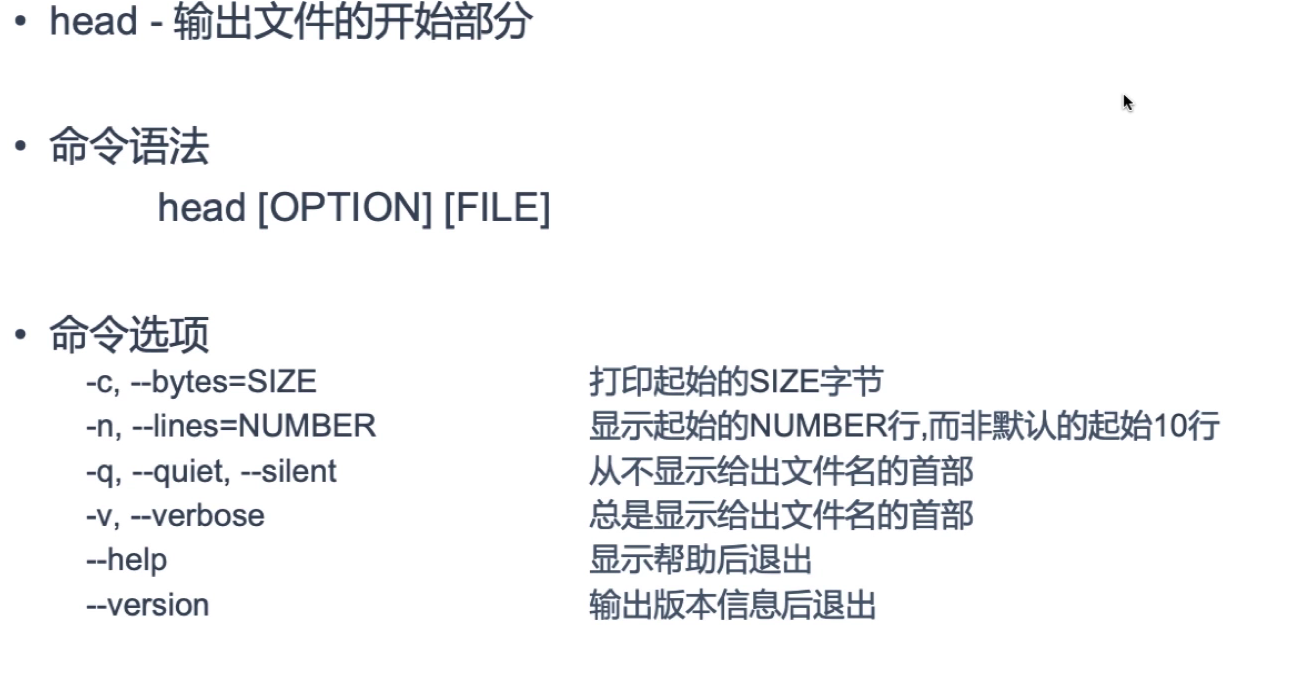 • head - 输出文件的开始部分
• 命令语法
head [OPTION] [FILE]
• 命令选项
-c, --bytes=SIZE 打印起始的SIZE字节
-n, --lines=NUMBER 显示起始的NUMBER行,而非默认的起始10行
-q, --quiet, --silent 从不显示给出文件名的首部
-v, --verbose 总是显示给出文件名的首部
--help 显示帮助后退出
--version 输出版本信息后退出